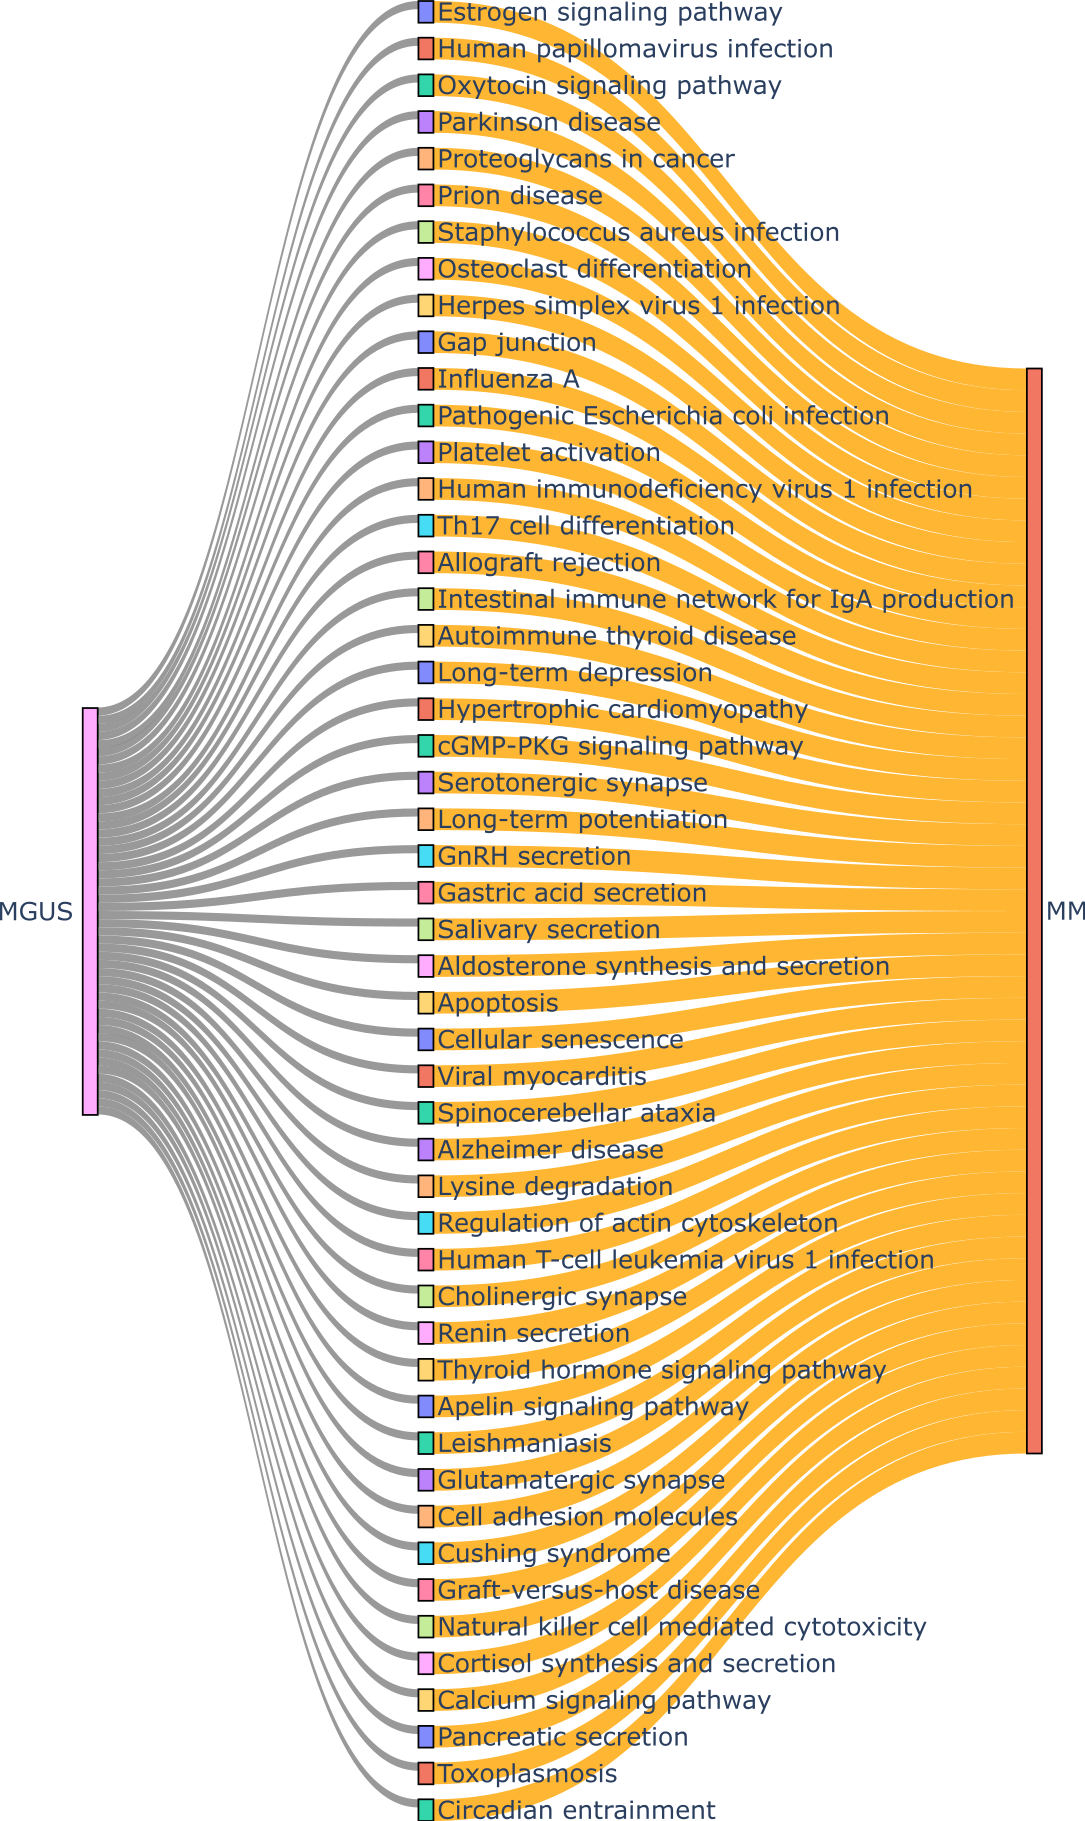 Estrogen signaling pathway
Human papillomavirus infection
Oxytocin signaling pathway
Parkinson disease
Proteoglycans in cancer
Prion disease
Staphylococcus aureus infection
Osteoclast differentiation
Herpes simplex virus 1 infection
Gap junction
Influenza A
Pathogenic Escherichia coli infection
Platelet activation
Human immunodeficiency virus 1 infection
Th17 cell differentiation
Allograft rejection
Intestinal immune network for IgA production
Autoimmune thyroid disease
Long-term depression
Hypertrophic cardiomyopathy
cGMP-PKG signaling pathway
Serotonergic synapse
Long-term potentiation
GnRH secretion
Gastric acid secretion
MGUS
MM
Salivary secretion
Aldosterone synthesis and secretion
Apoptosis
Cellular senescence
Viral myocarditis
Spinocerebellar ataxia
Alzheimer disease
Lysine degradation
Regulation of actin cytoskeleton
Human T-cell leukemia virus 1 infection
Cholinergic synapse
Renin secretion
Thyroid hormone signaling pathway
Apelin signaling pathway
Leishmaniasis
Glutamatergic synapse
Cell adhesion molecules
Cushing syndrome
Graft-versus-host disease
Natural killer cell mediated cytotoxicity
Cortisol synthesis and secretion
Calcium signaling pathway
Pancreatic secretion
Toxoplasmosis
Circadian entrainment